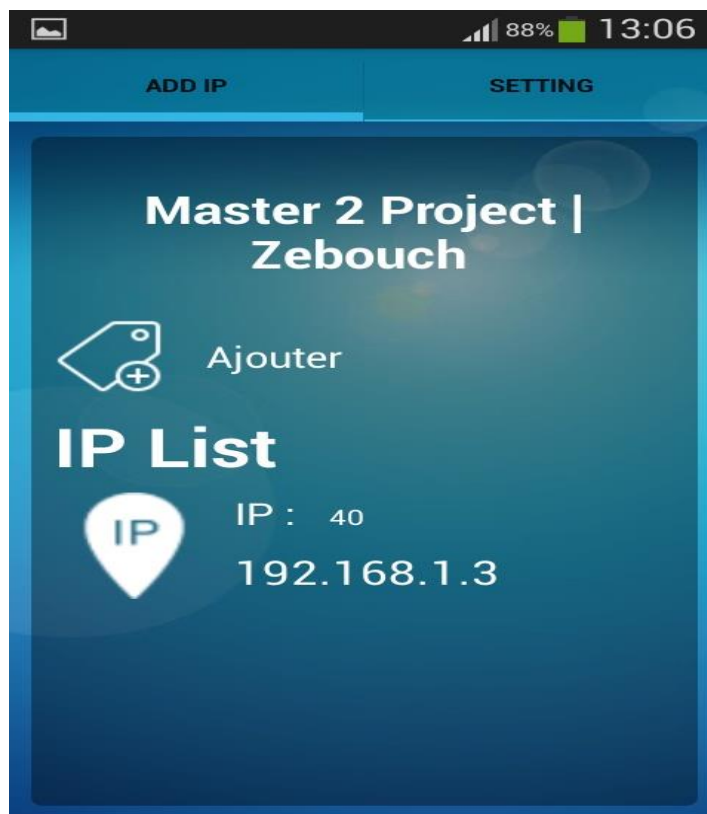 88% 13:06
ADD IP SETTING
Master 2 Project |
Zebouch
Ajouter
IP List
IP IP : 40
192.168.1.3